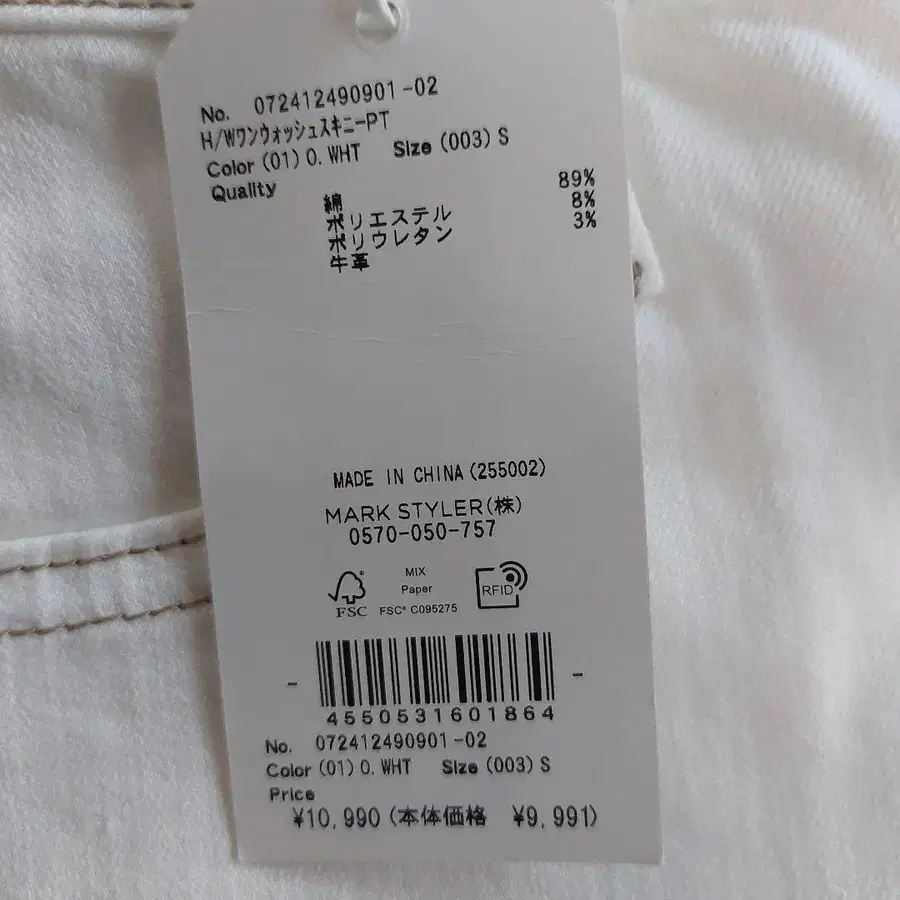 No. 072412490901-02
H/WワンウォッシュスキニーPT
Color (01) O. WHT Size (003) S
Quality
綿 89%
ポリエステル 8%
ポリウレタン 3%
牛革
MADE IN CHINA (255002)
MARK STYLER(株)
0570-050-757
FSC
MIX
Paper
FSC® C095275
RFID
4550531601864
No. 072412490901-02
Color (01) O. WHT Size (003) S
Price
¥10,990 (本体価格 ¥9,991)